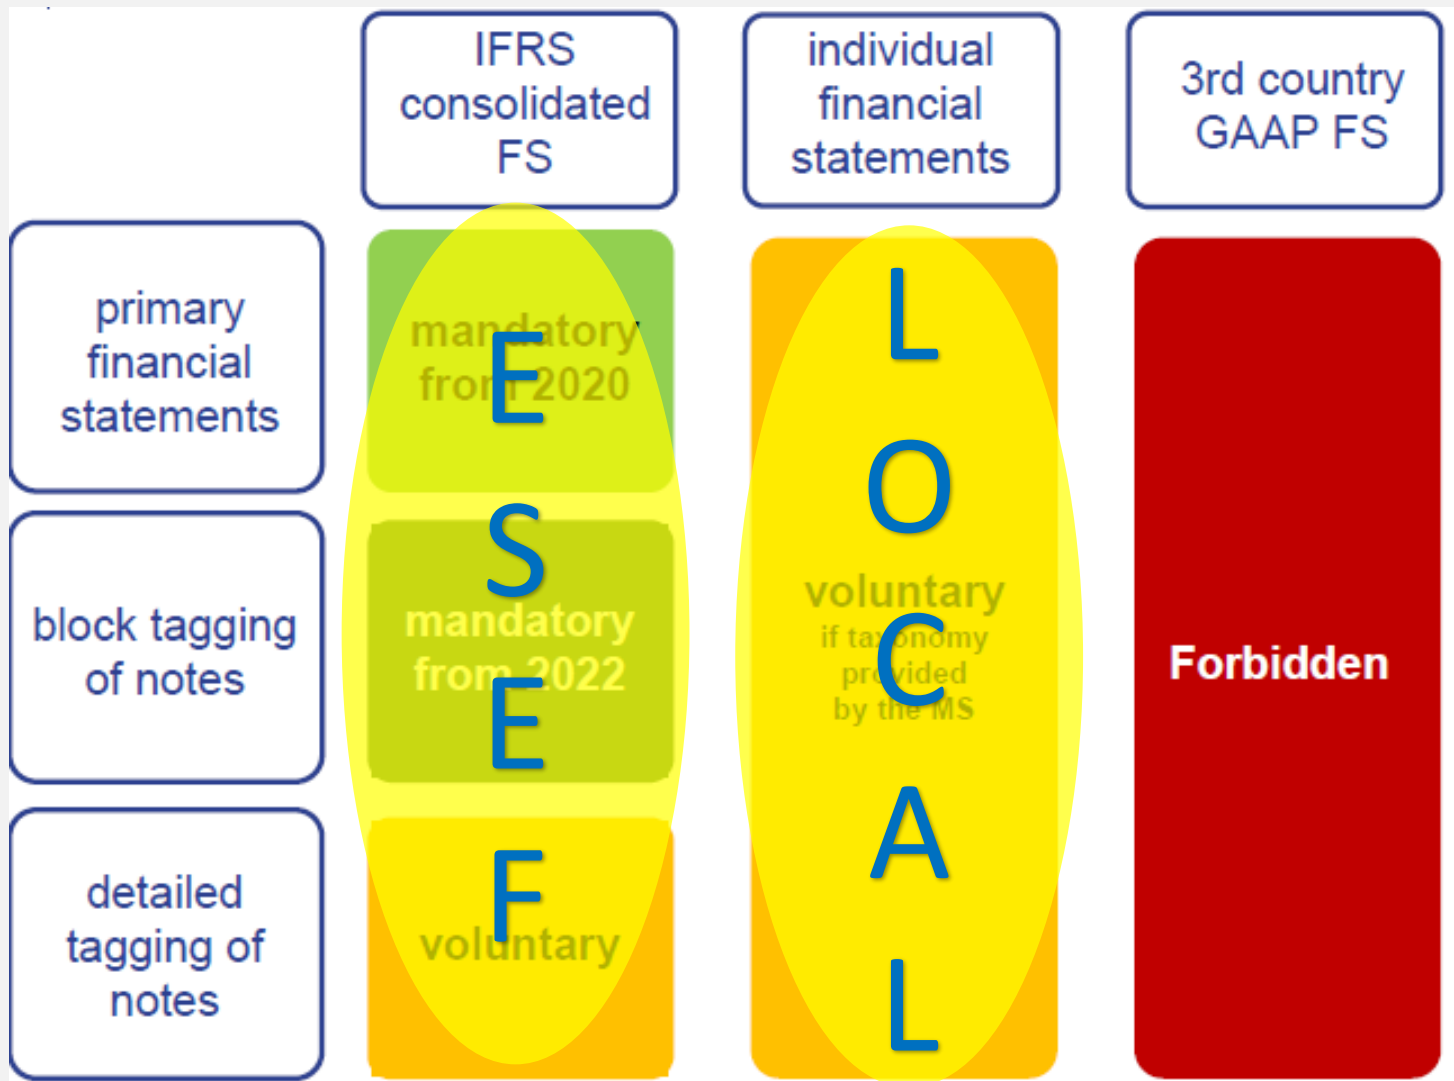 IFRS
consolidated
FS
individual
financial
statements
3rd country
GAAP FS
primary
financial
statements
mandatory
from 2020
block tagging
of notes
mandatory
from 2022
detailed
tagging of
notes
voluntary
E
S
E
F
voluntary
if taxonomy
provided
by the MS
L
O
C
A
L
Forbidden